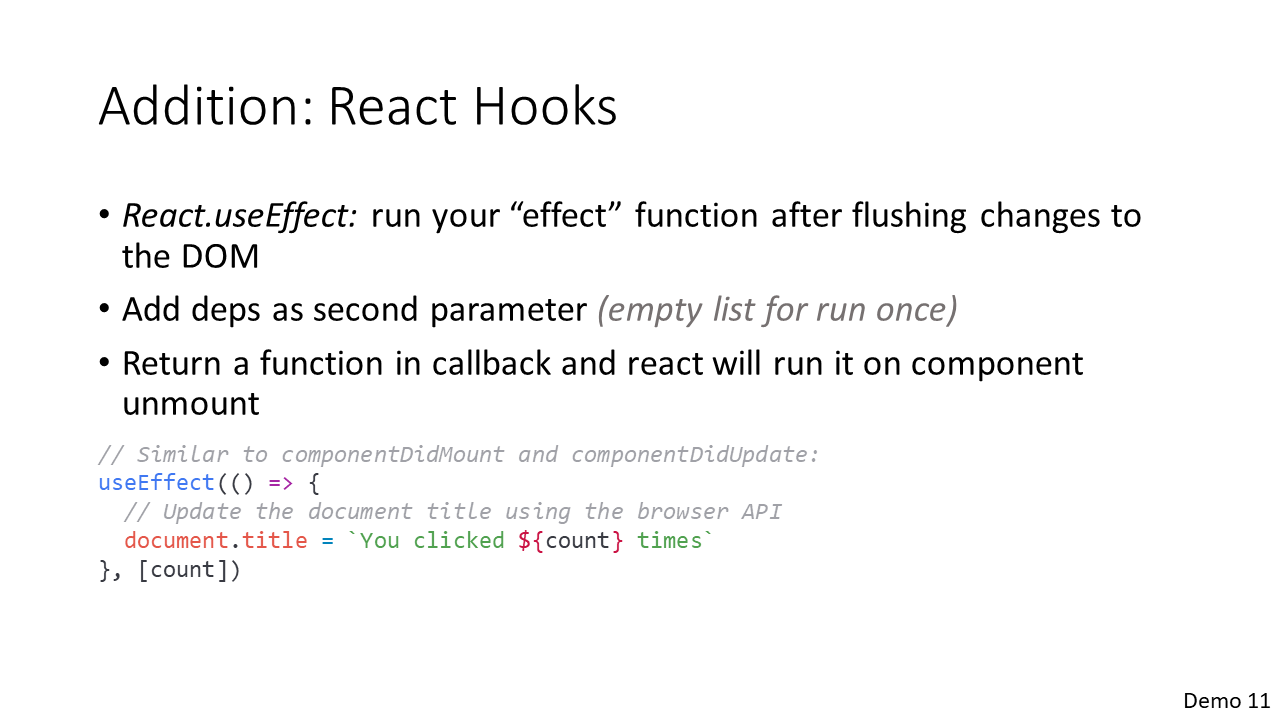 Addition: React Hooks
• React.useEffect: run your “effect” function after flushing changes to
the DOM
• Add deps as second parameter (empty list for run once)
• Return a function in callback and react will run it on component
unmount
// Similar to componentDidMount and componentDidUpdate:
useEffect(() => {
  // Update the document title using the browser API
  document.title = `You clicked ${count} times`
}, [count])
Demo 11